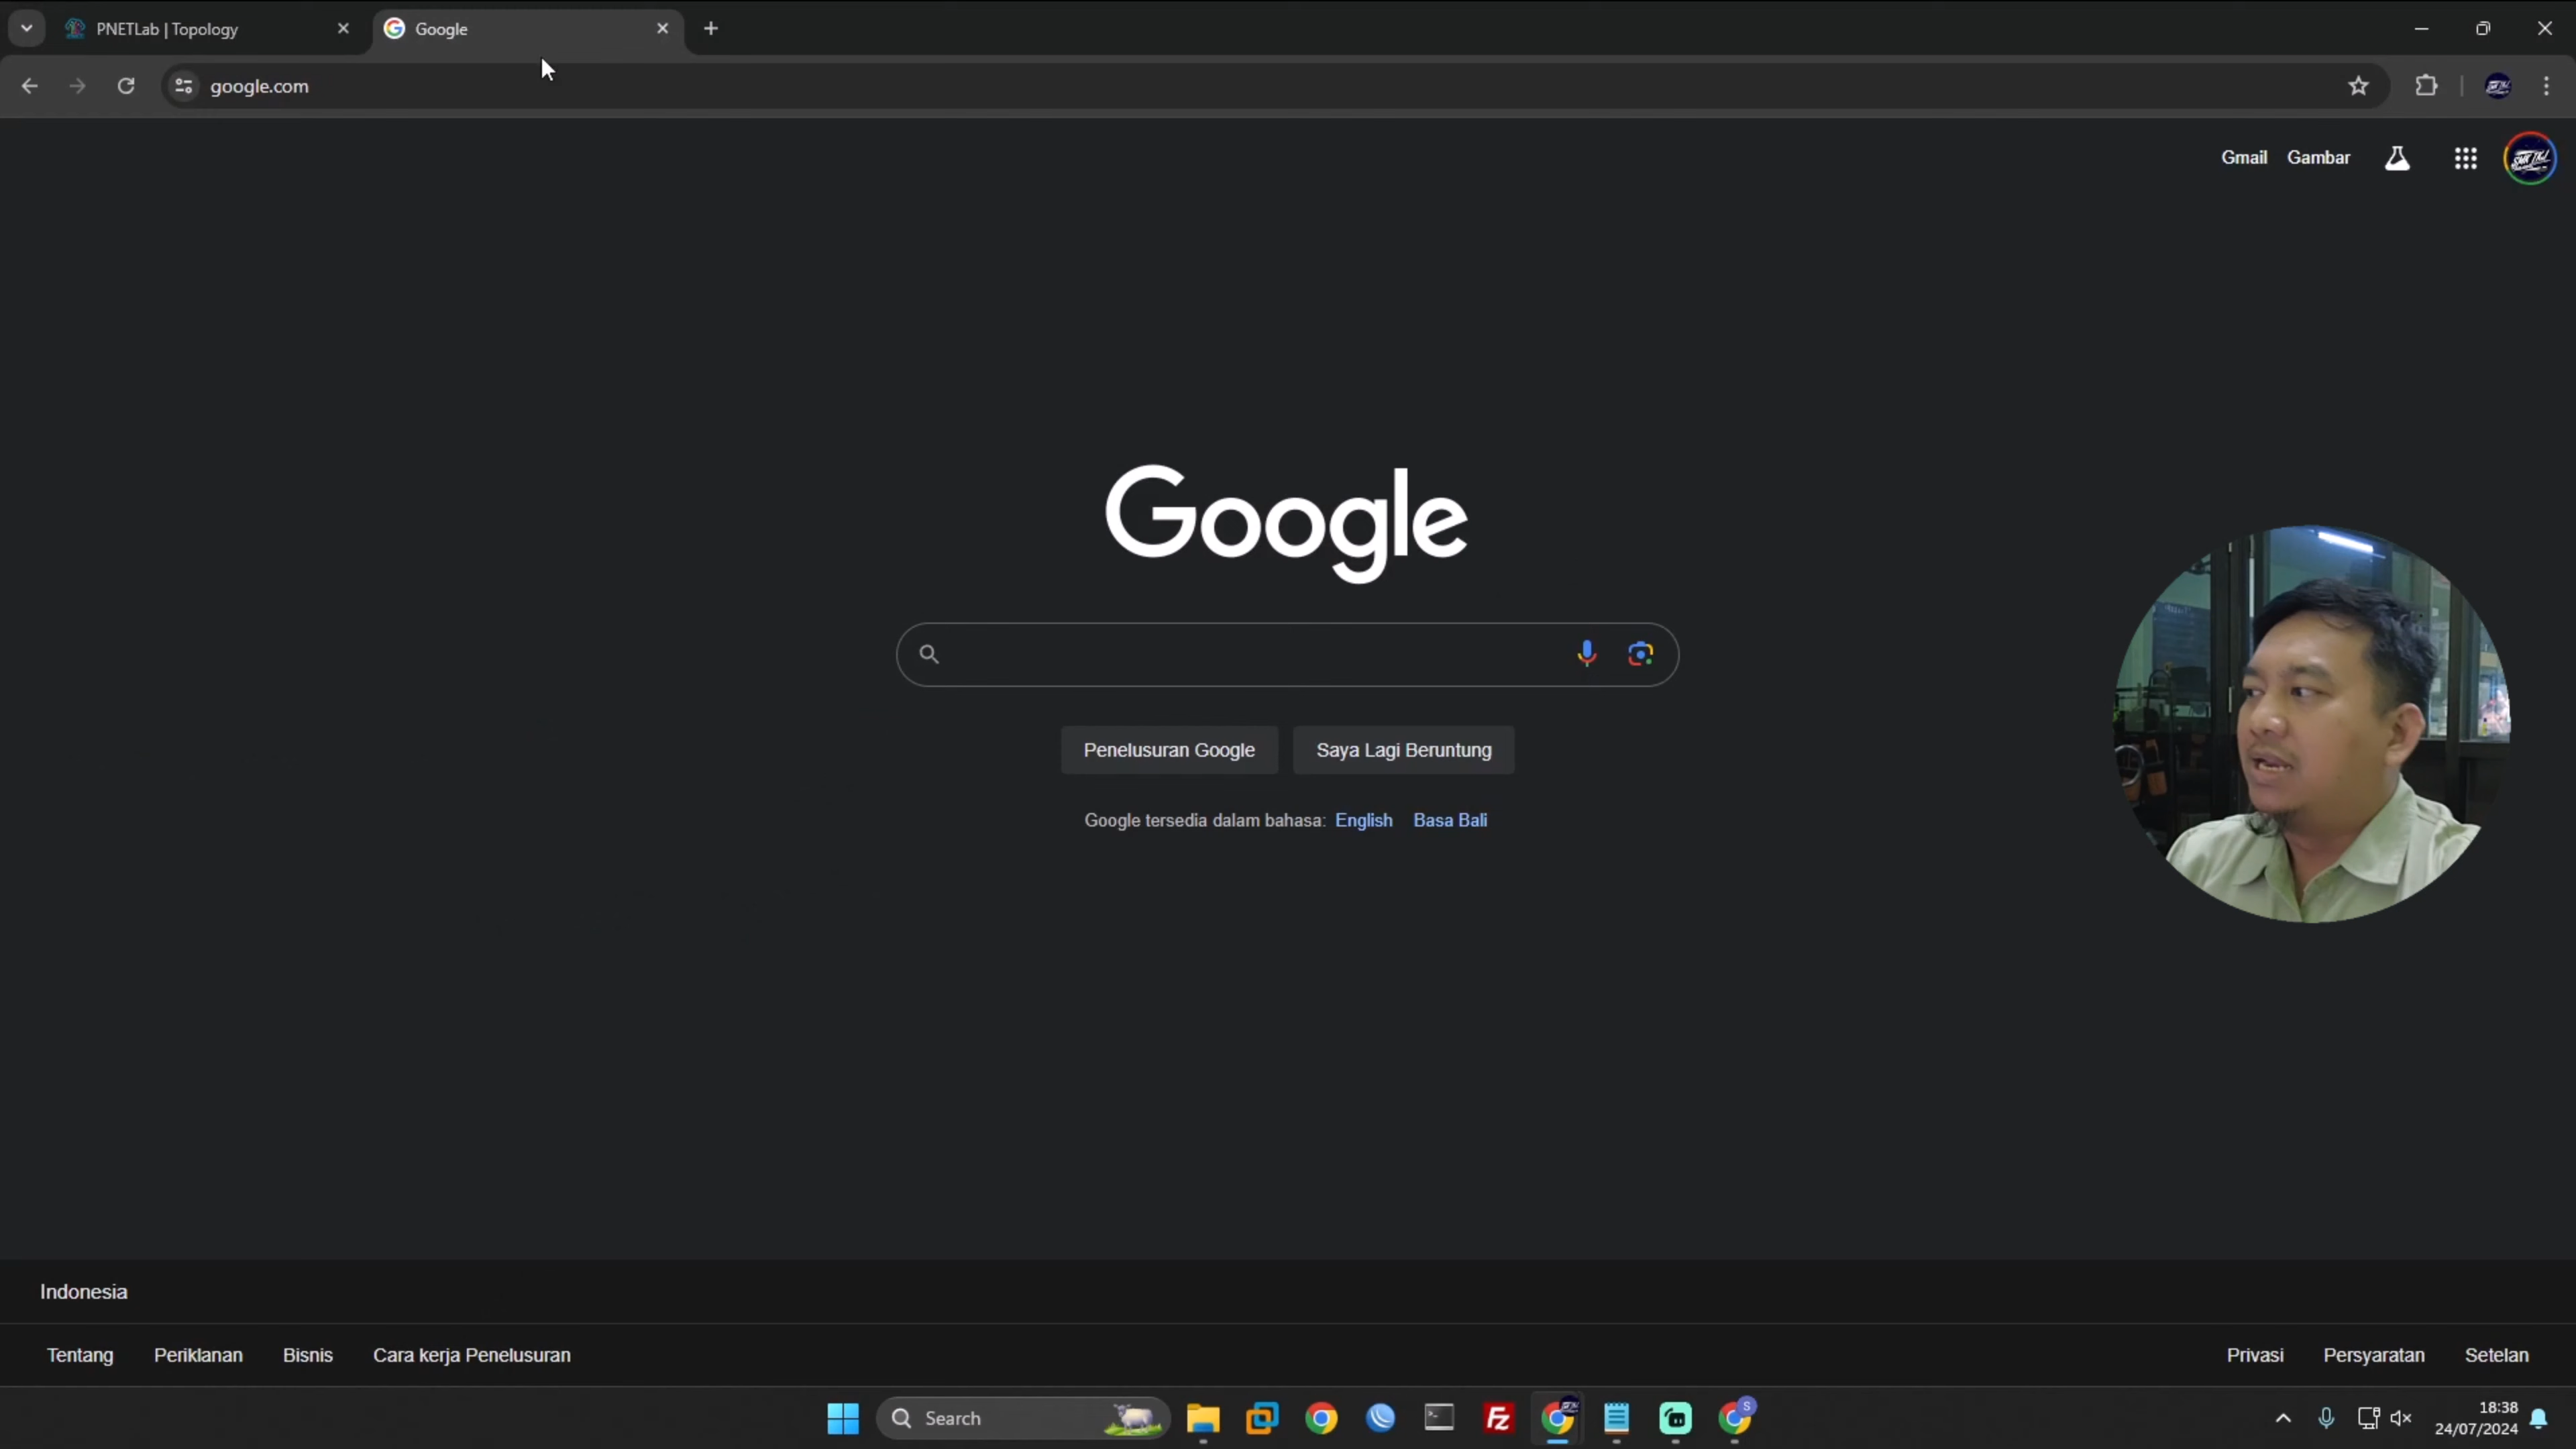 PNETLab | Topology
Google
google.com
Gmail Gambar
Google
Penelusuran Google Saya Lagi Beruntung
Google tersedia dalam bahasa: English Basa Bali
Indonesia
Tentang Periklanan Bisnis Cara kerja Penelusuran Privasi Persyaratan Setelan
Search
S
18:38
24/07/2024